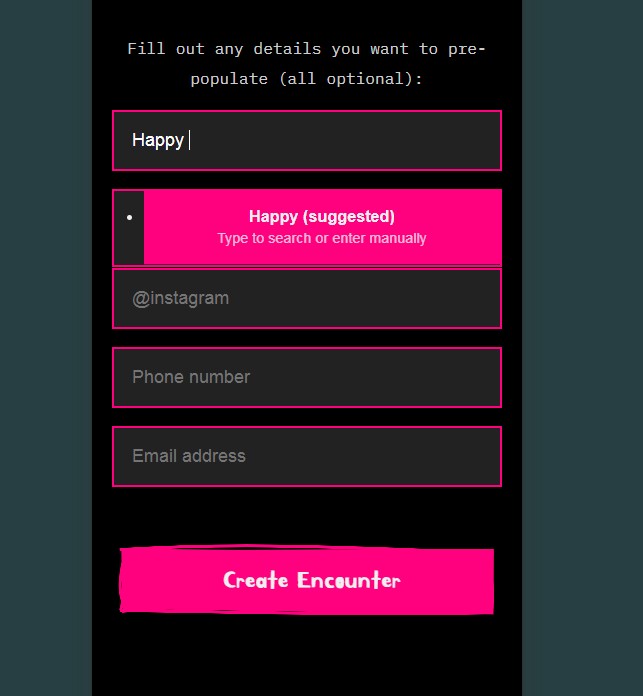 Fill out any details you want to pre-
populate (all optional):
Happy
Happy (suggested)
Type to search or enter manually
@instagram
Phone number
Email address
Create Encounter